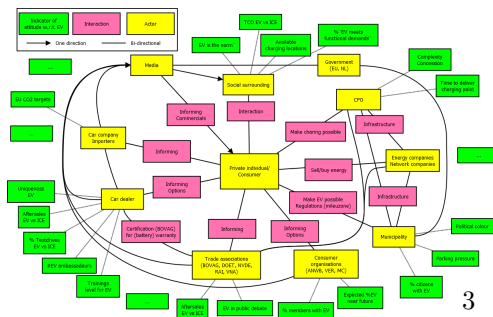 Indicator of
attitude w.r.t. EV
Interaction
Actor
One direction
Bi-directional
TCO EV vs ICE
EV is the norm
Available
charging locations
% 'EV meets
functional demands'
...
Media
Social surrounding
Government
(EU, NL)
Complexity
Concession
EU CO2 targets
CPO
Time to deliver
charging point
Informing
Commercials
Interaction
...
Car company
Importers
Make charing possible
Infrastructure
Informing
Private individual/
Consumer
Sell/buy energy
Energy companies
Network companies
...
Uniqueness
EV
Informing
Options
Car dealer
Make EV possible
Regulations (mileuzone)
Infrastructure
Aftersales
EV vs ICE
Certification (BOVAG)
for (battery) warranty
Informing
Informing
Options
Municipality
Political colour
% Testdrives
EV vs ICE
#EV ambassadeurs
Trade associations
(BOVAG, DOET, NVDE,
RAI, VNA)
Consumer
organisations
(ANWB, VER, MC)
Parking pressure
Trainings
level for EV
...
Aftersales
EV vs ICE
EV in public debate
% members with EV
Expected %EV
near future
% citizens
with EV
3